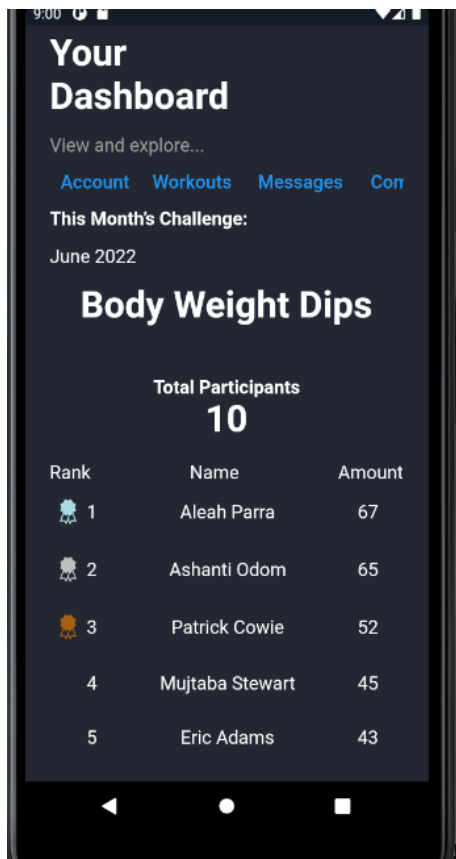 9:00
Your
Dashboard
View and explore...
Account Workouts Messages Com
This Month's Challenge:
June 2022
Body Weight Dips
Total Participants
10
Rank Name Amount
1 Aleah Parra 67
2 Ashanti Odom 65
3 Patrick Cowie 52
4 Mujtaba Stewart 45
5 Eric Adams 43